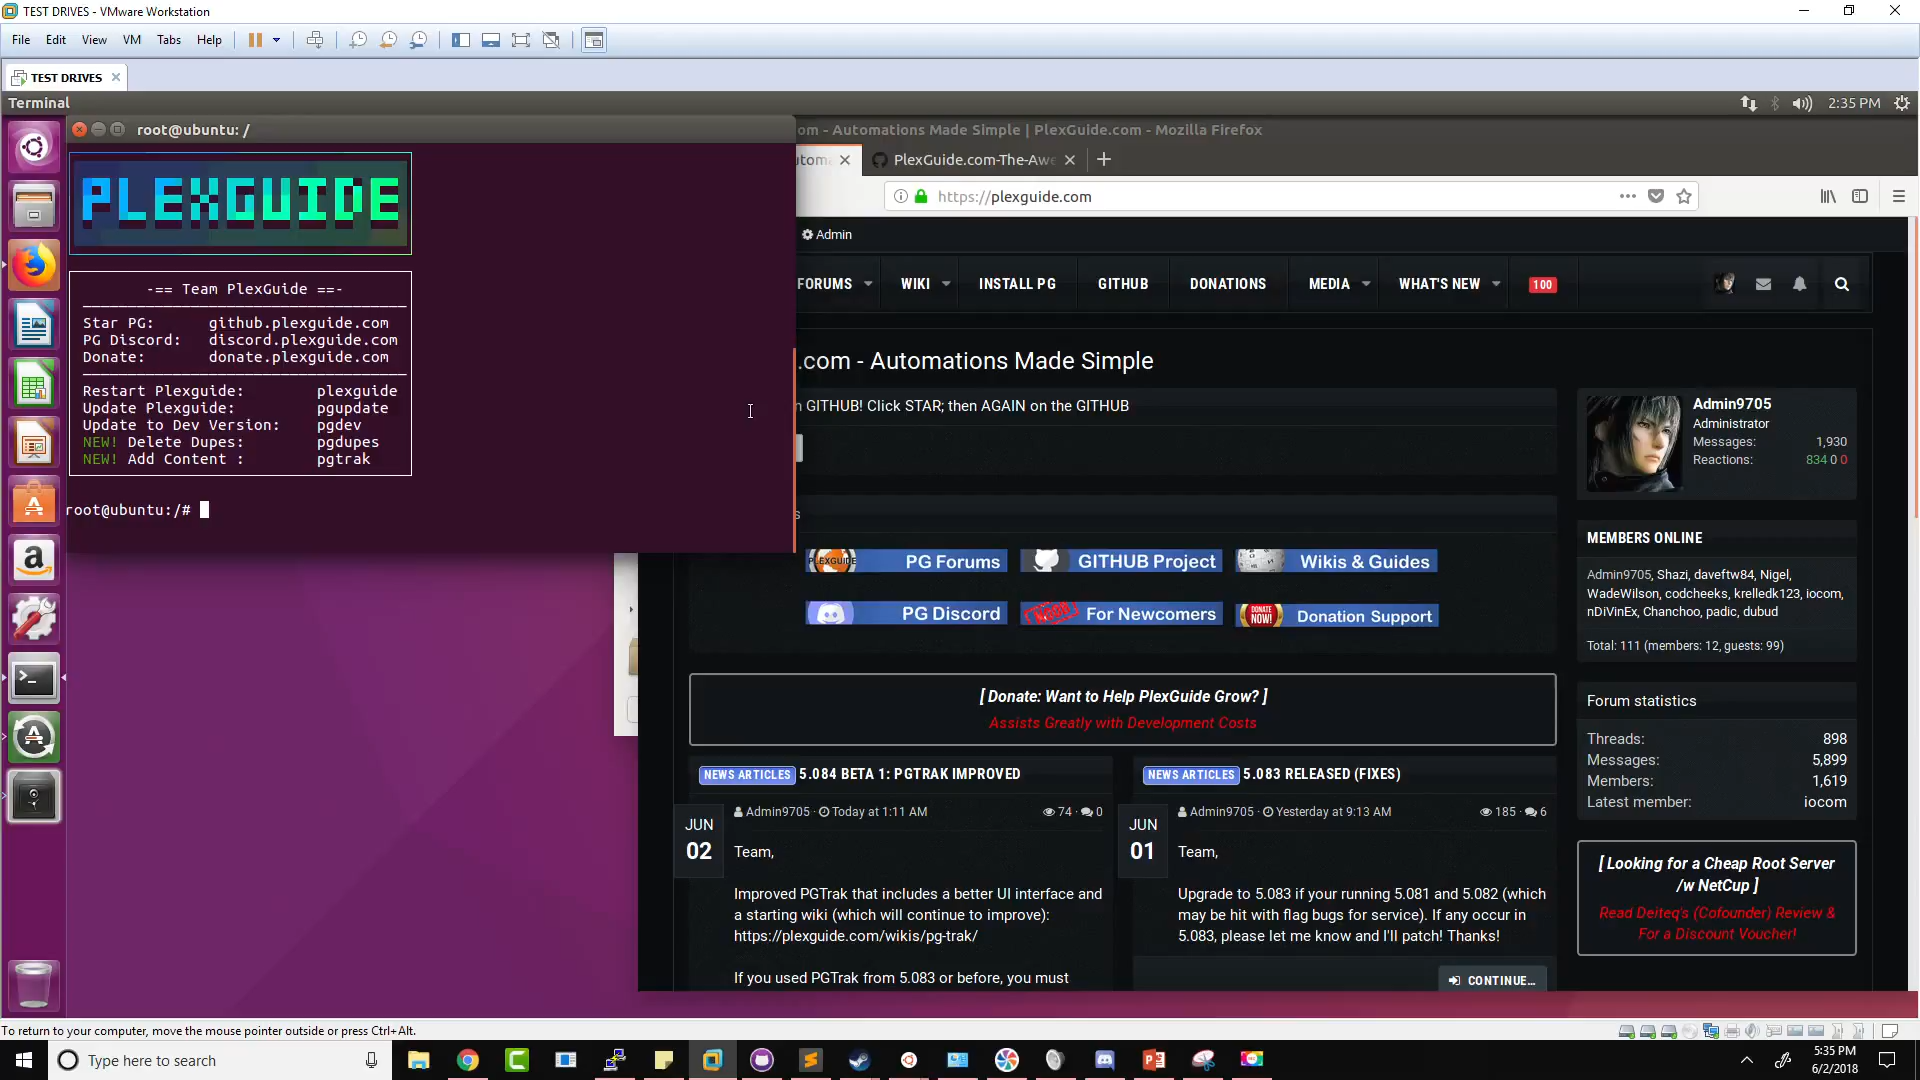 TEST DRIVES - VMware Workstation
File Edit View VM Tabs Help
TEST DRIVES
Terminal
2:35 PM
root@ubuntu: /
om - Automations Made Simple | PlexGuide.com - Mozilla Firefox
PLEXGUIDE
-== Team PlexGuide ==-
Star PG: github.plexguide.com
PG Discord: discord.plexguide.com
Donate: donate.plexguide.com
Restart Plexguide: plexguide
Update Plexguide: pgupdate
Update to Dev Version: pgdev
NEW! Delete Dupes: pgdupes
NEW! Add Content : pgtrak
root@ubuntu:/#
utoma
PlexGuide.com-The-Awe
https://plexguide.com
Admin
FORUMS WIKI INSTALL PG GITHUB DONATIONS MEDIA WHAT'S NEW 100
.com - Automations Made Simple
n GITHUB! Click STAR; then AGAIN on the GITHUB
s
PLEXGUIDE PG Forums GITHUB Project Wikis & Guides
PG Discord For Newcomers DONATE NOW! Donation Support
[ Donate: Want to Help PlexGuide Grow? ]
Assists Greatly with Development Costs
NEWS ARTICLES 5.084 BETA 1: PGTRAK IMPROVED
JUN
02
Admin9705 · Today at 1:11 AM 74 · 0
Team,
Improved PGTrak that includes a better UI interface and
a starting wiki (which will continue to improve):
https://plexguide.com/wikis/pg-trak/
If you used PGTrak from 5.083 or before, you must
NEWS ARTICLES 5.083 RELEASED (FIXES)
JUN
01
Admin9705 · Yesterday at 9:13 AM 185 · 6
Team,
Upgrade to 5.083 if your running 5.081 and 5.082 (which
may be hit with flag bugs for service). If any occur in
5.083, please let me know and I'll patch! Thanks!
CONTINUE...
Admin9705
Administrator
Messages: 1,930
Reactions: 834 0 0
MEMBERS ONLINE
Admin9705, Shazi, daveftw84, Nigel,
WadeWilson, codcheeks, krelledk123, iocom,
nDiVinEx, Chanchoo, padic, dubud
Total: 111 (members: 12, guests: 99)
Forum statistics
Threads: 898
Messages: 5,899
Members: 1,619
Latest member: iocom
[ Looking for a Cheap Root Server
/w NetCup ]
Read Deiteq's (Cofounder) Review &
For a Discount Voucher!
To return to your computer, move the mouse pointer outside or press Ctrl+Alt.
Type here to search
5:35 PM
6/2/2018